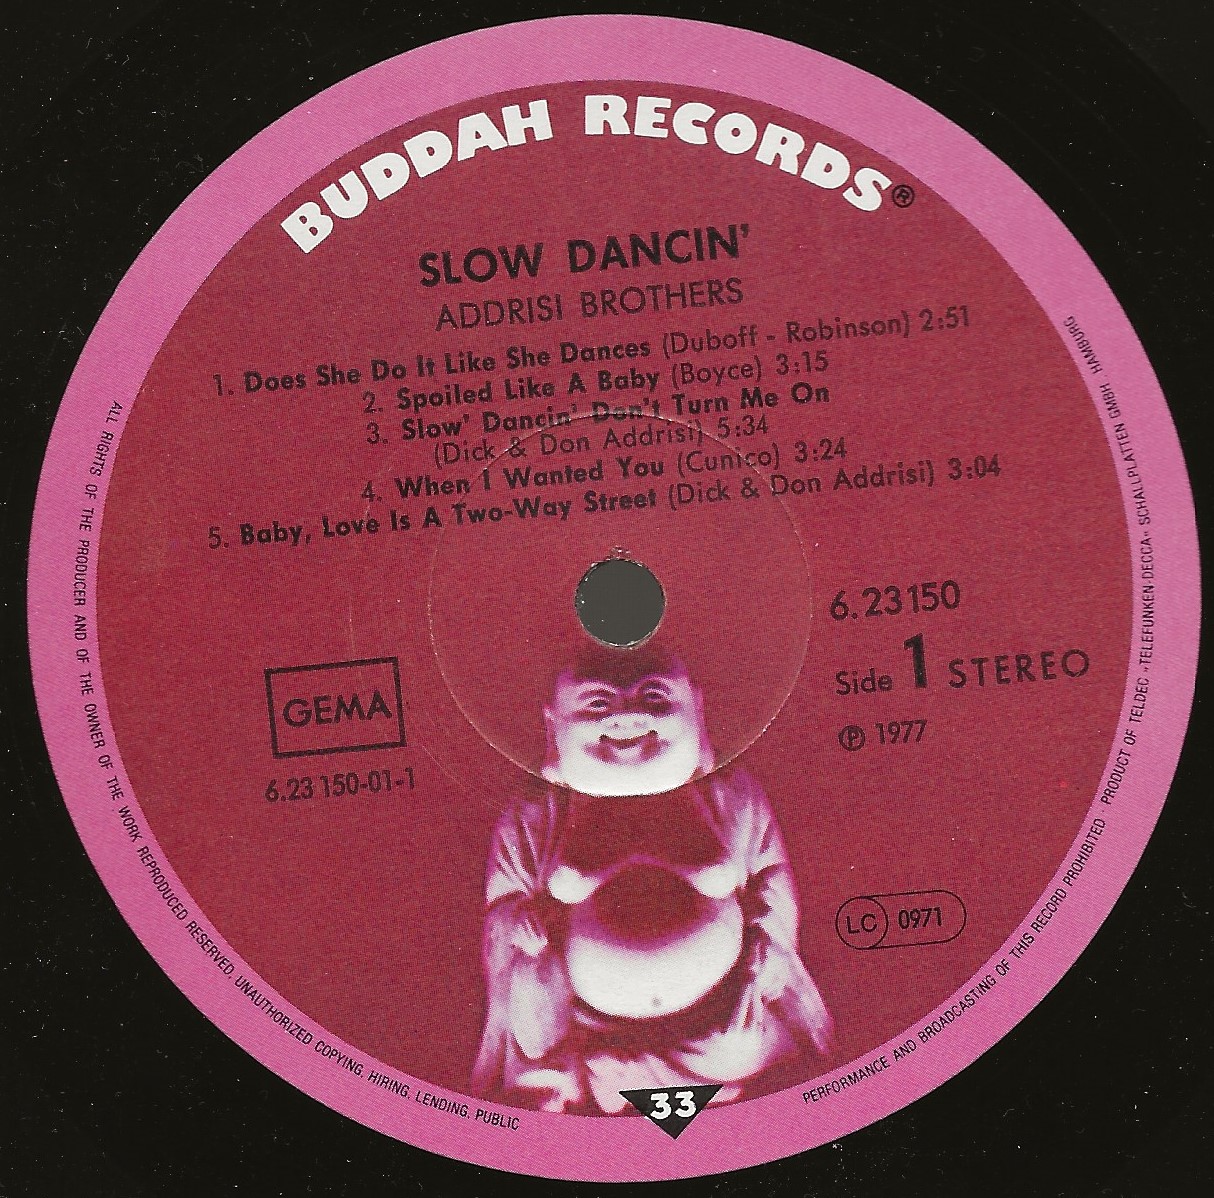 BUDDAH RECORDS®
SLOW DANCIN'
ADDRISI BROTHERS
1. Does She Do It Like She Dances (Duboff - Robinson) 2:51
2. Spoiled Like A Baby (Boyce) 3:15
3. Slow' Dancin' Don't Turn Me On
(Dick & Don Addrisi) 5:34
4. When I Wanted You (Cunico) 3:24
5. Baby, Love Is A Two-Way Street (Dick & Don Addrisi) 3:04
6.23150
Side 1 STEREO
℗ 1977
GEMA
6.23 150-01-1
LC 0971
33
ALL RIGHTS OF THE PRODUCER AND OF THE OWNER OF THE WORK REPRODUCED RESERVED. UNAUTHORIZED COPYING, HIRING, LENDING, PUBLIC
PERFORMANCE AND BROADCASTING OF THIS RECORD PROHIBITED · PRODUCT OF TELDEC »TELEFUNKEN-DECCA« SCHALLPLATTEN GMBH · HAMBURG